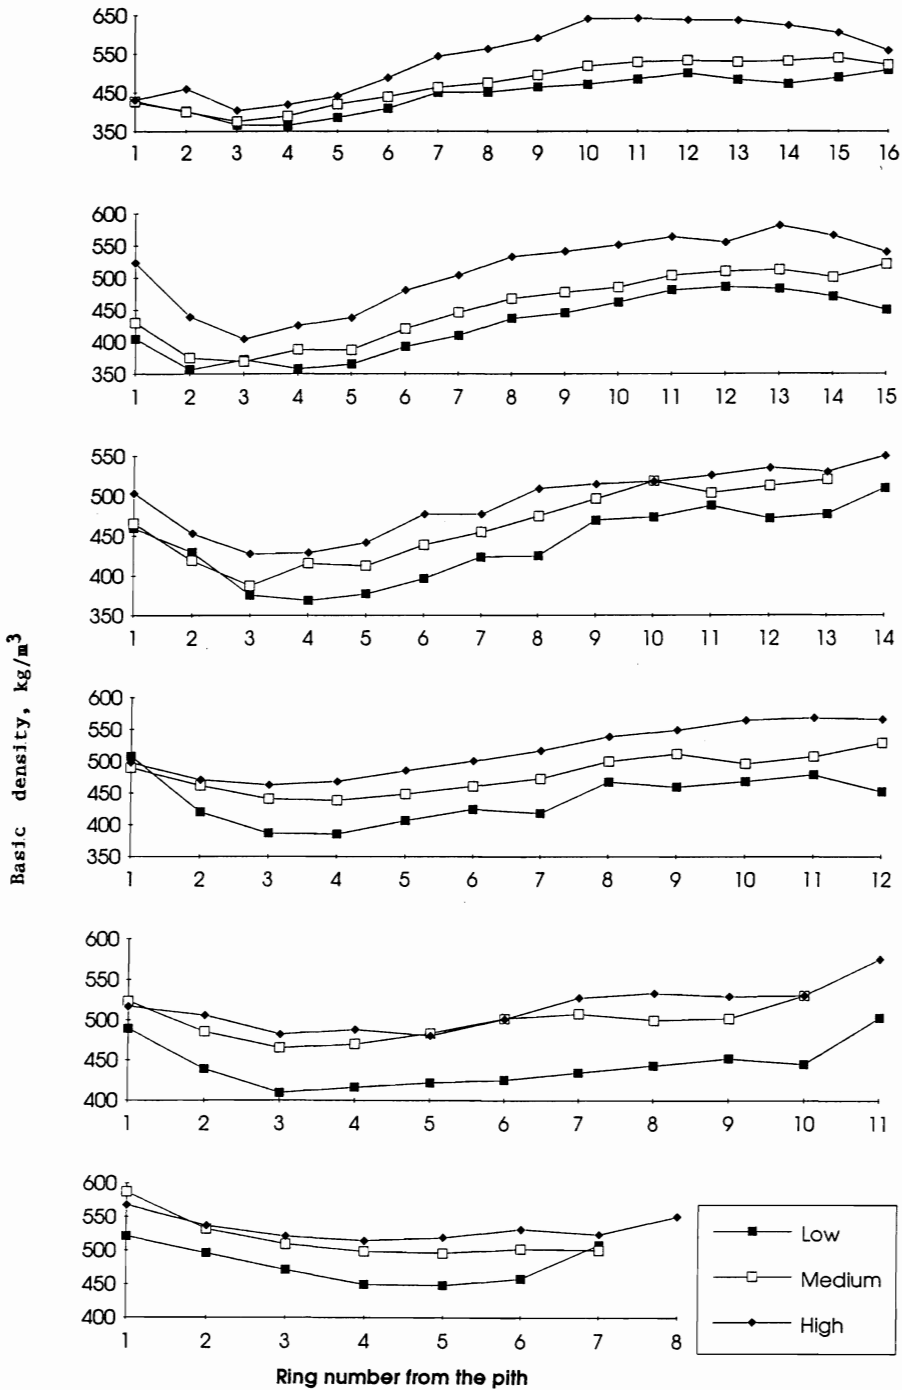 650
550
450
350
1 2 3 4 5 6 7 8 9 10 11 12 13 14 15 16
600
550
500
450
400
350
1 2 3 4 5 6 7 8 9 10 11 12 13 14 15
550
500
450
400
350
1 2 3 4 5 6 7 8 9 10 11 12 13 14
Basic density, kg/m³
600
550
500
450
400
350
1 2 3 4 5 6 7 8 9 10 11 12
600
550
500
450
400
1 2 3 4 5 6 7 8 9 10 11
600
550
500
450
400
1 2 3 4 5 6 7 8
Low
Medium
High
Ring number from the pith